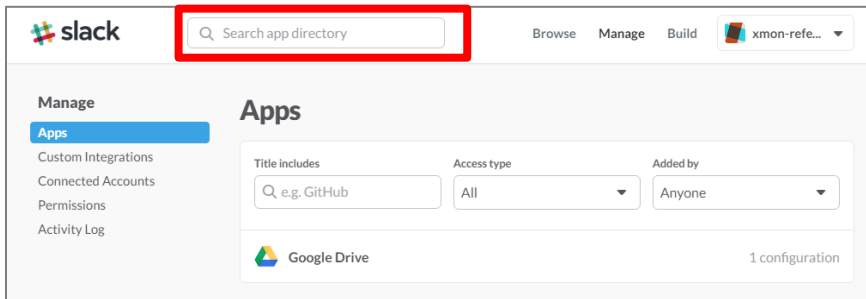 slack
Search app directory
Browse Manage Build xmon-refe...
Manage
Apps
Custom Integrations
Connected Accounts
Permissions
Activity Log
Apps
Title includes Access type Added by
e.g. GitHub All Anyone
Google Drive 1 configuration